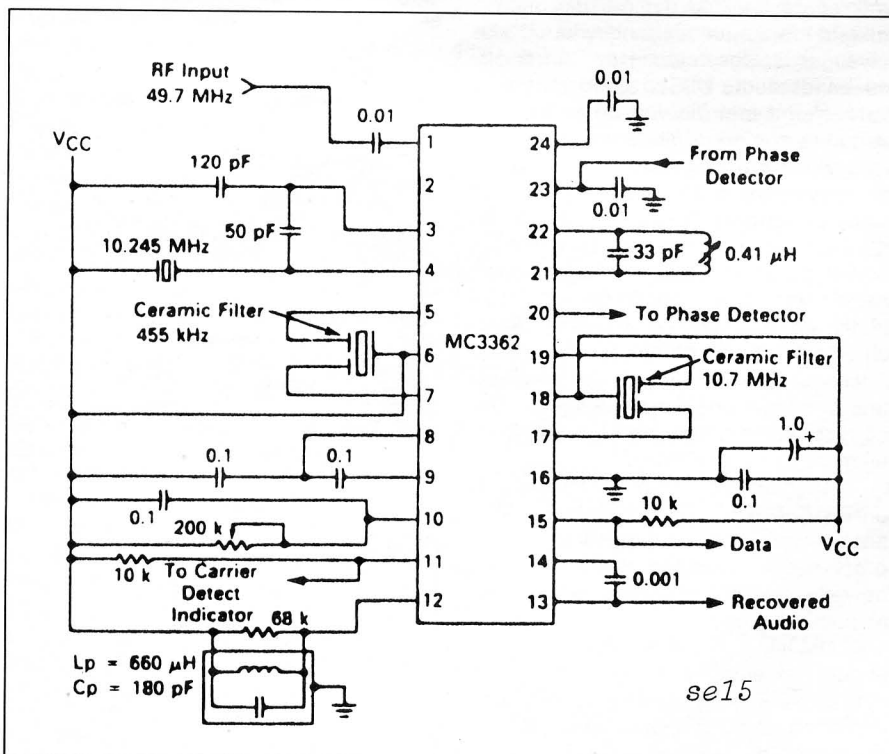 RF Input
49.7 MHz
0.01
VCC
120 pF
50 pF
10.245 MHz
Ceramic Filter
455 kHz
0.1
0.1
0.1
200 k
10 k
To Carrier
Detect
Indicator
68 k
Lp = 660 µH
Cp = 180 pF
1
2
3
4
5
6
7
8
9
10
11
12
MC3362
24
23
22
21
20
19
18
17
16
15
14
13
0.01
From Phase
Detector
0.01
33 pF
0.41 µH
To Phase Detector
Ceramic Filter
10.7 MHz
1.0
+
0.1
10 k
Data
VCC
0.001
Recovered
Audio
se15